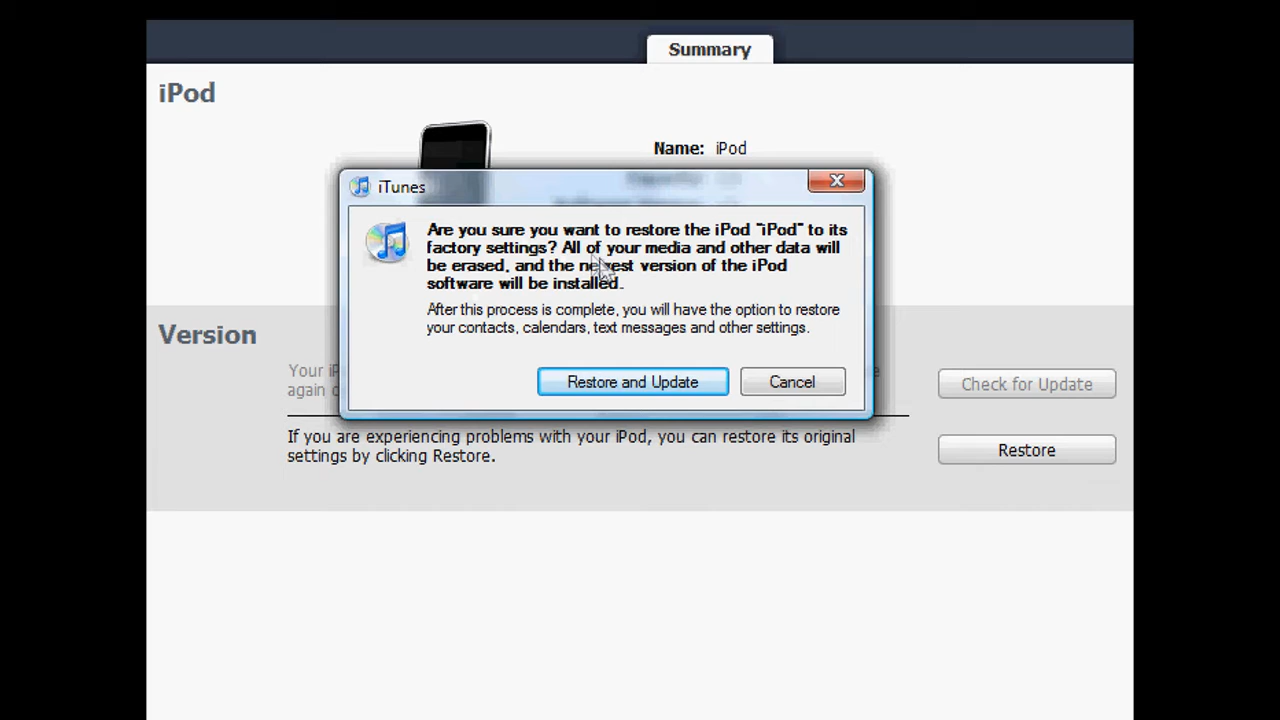 Summary
iPod
Name: iPod
iTunes
Are you sure you want to restore the iPod "iPod" to its
factory settings? All of your media and other data will
be erased, and the newest version of the iPod
software will be installed.
After this process is complete, you will have the option to restore
your contacts, calendars, text messages and other settings.
Restore and Update
Cancel
Version
Your
again
Check for Update
If you are experiencing problems with your iPod, you can restore its original
settings by clicking Restore.
Restore